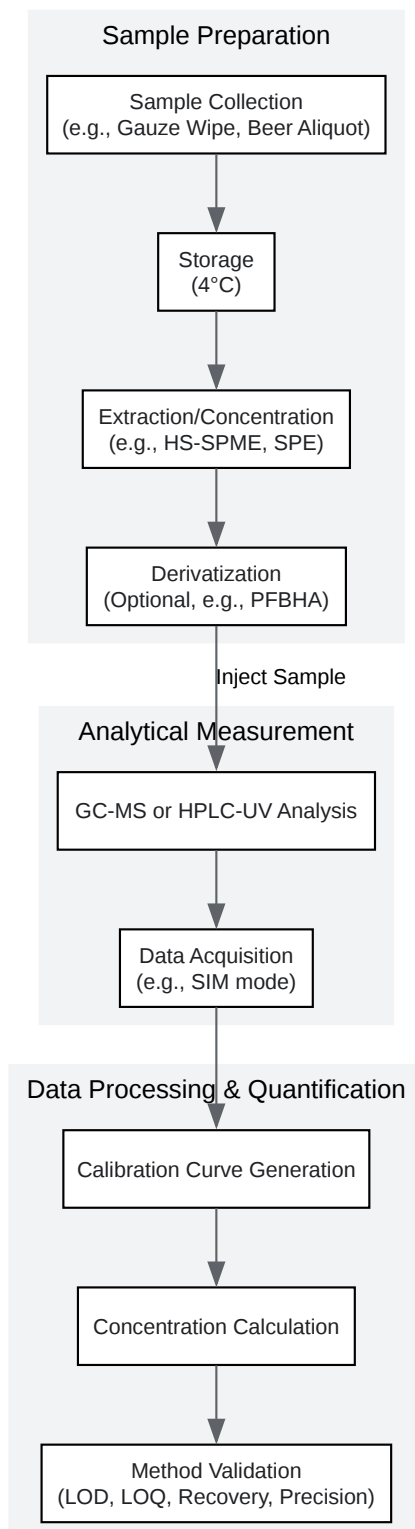 Sample Preparation
Sample Collection
(e.g., Gauze Wipe, Beer Aliquot)
Storage
(4°C)
Extraction/Concentration
(e.g., HS-SPME, SPE)
Derivatization
(Optional, e.g., PFBHA)
Inject Sample
Analytical Measurement
GC-MS or HPLC-UV Analysis
Data Acquisition
(e.g., SIM mode)
Data Processing & Quantification
Calibration Curve Generation
Concentration Calculation
Method Validation
(LOD, LOQ, Recovery, Precision)